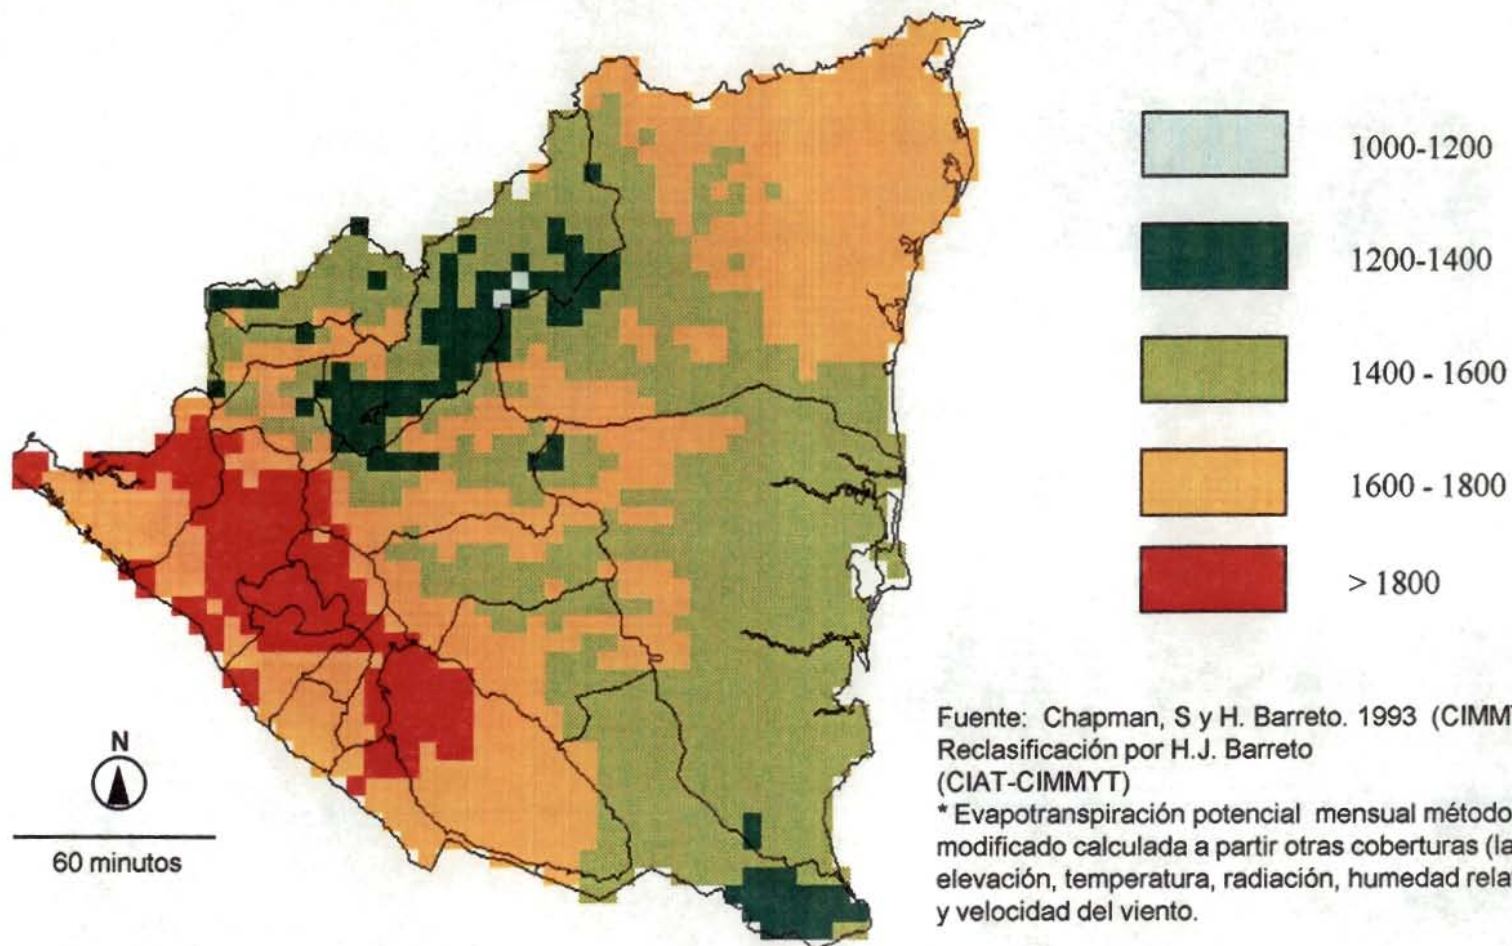 1000-1200
1200-1400
1400 - 1600
1600 - 1800
> 1800
N
60 minutos
Fuente: Chapman, S y H. Barreto. 1993
Reclasificación por H.J. Barreto
(CIAT-CIMMYT)
* Evapotranspiración potencial mensual método
modificado calculada a partir otras coberturas
elevación, temperatura, radiación, humedad
y velocidad del viento.